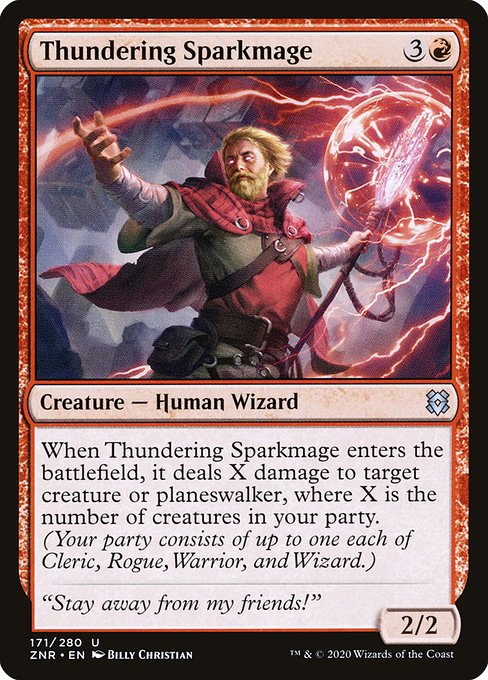 Thundering Sparkmage 3
Creature — Human Wizard
When Thundering Sparkmage enters the
battlefield, it deals X damage to target
creature or planeswalker, where X is the
number of creatures in your party.
(Your party consists of up to one each of
Cleric, Rogue, Warrior, and Wizard.)
“Stay away from my friends!”
2/2
171/280 U
ZNR • EN Billy Christian
™ & © 2020 Wizards of the Coast